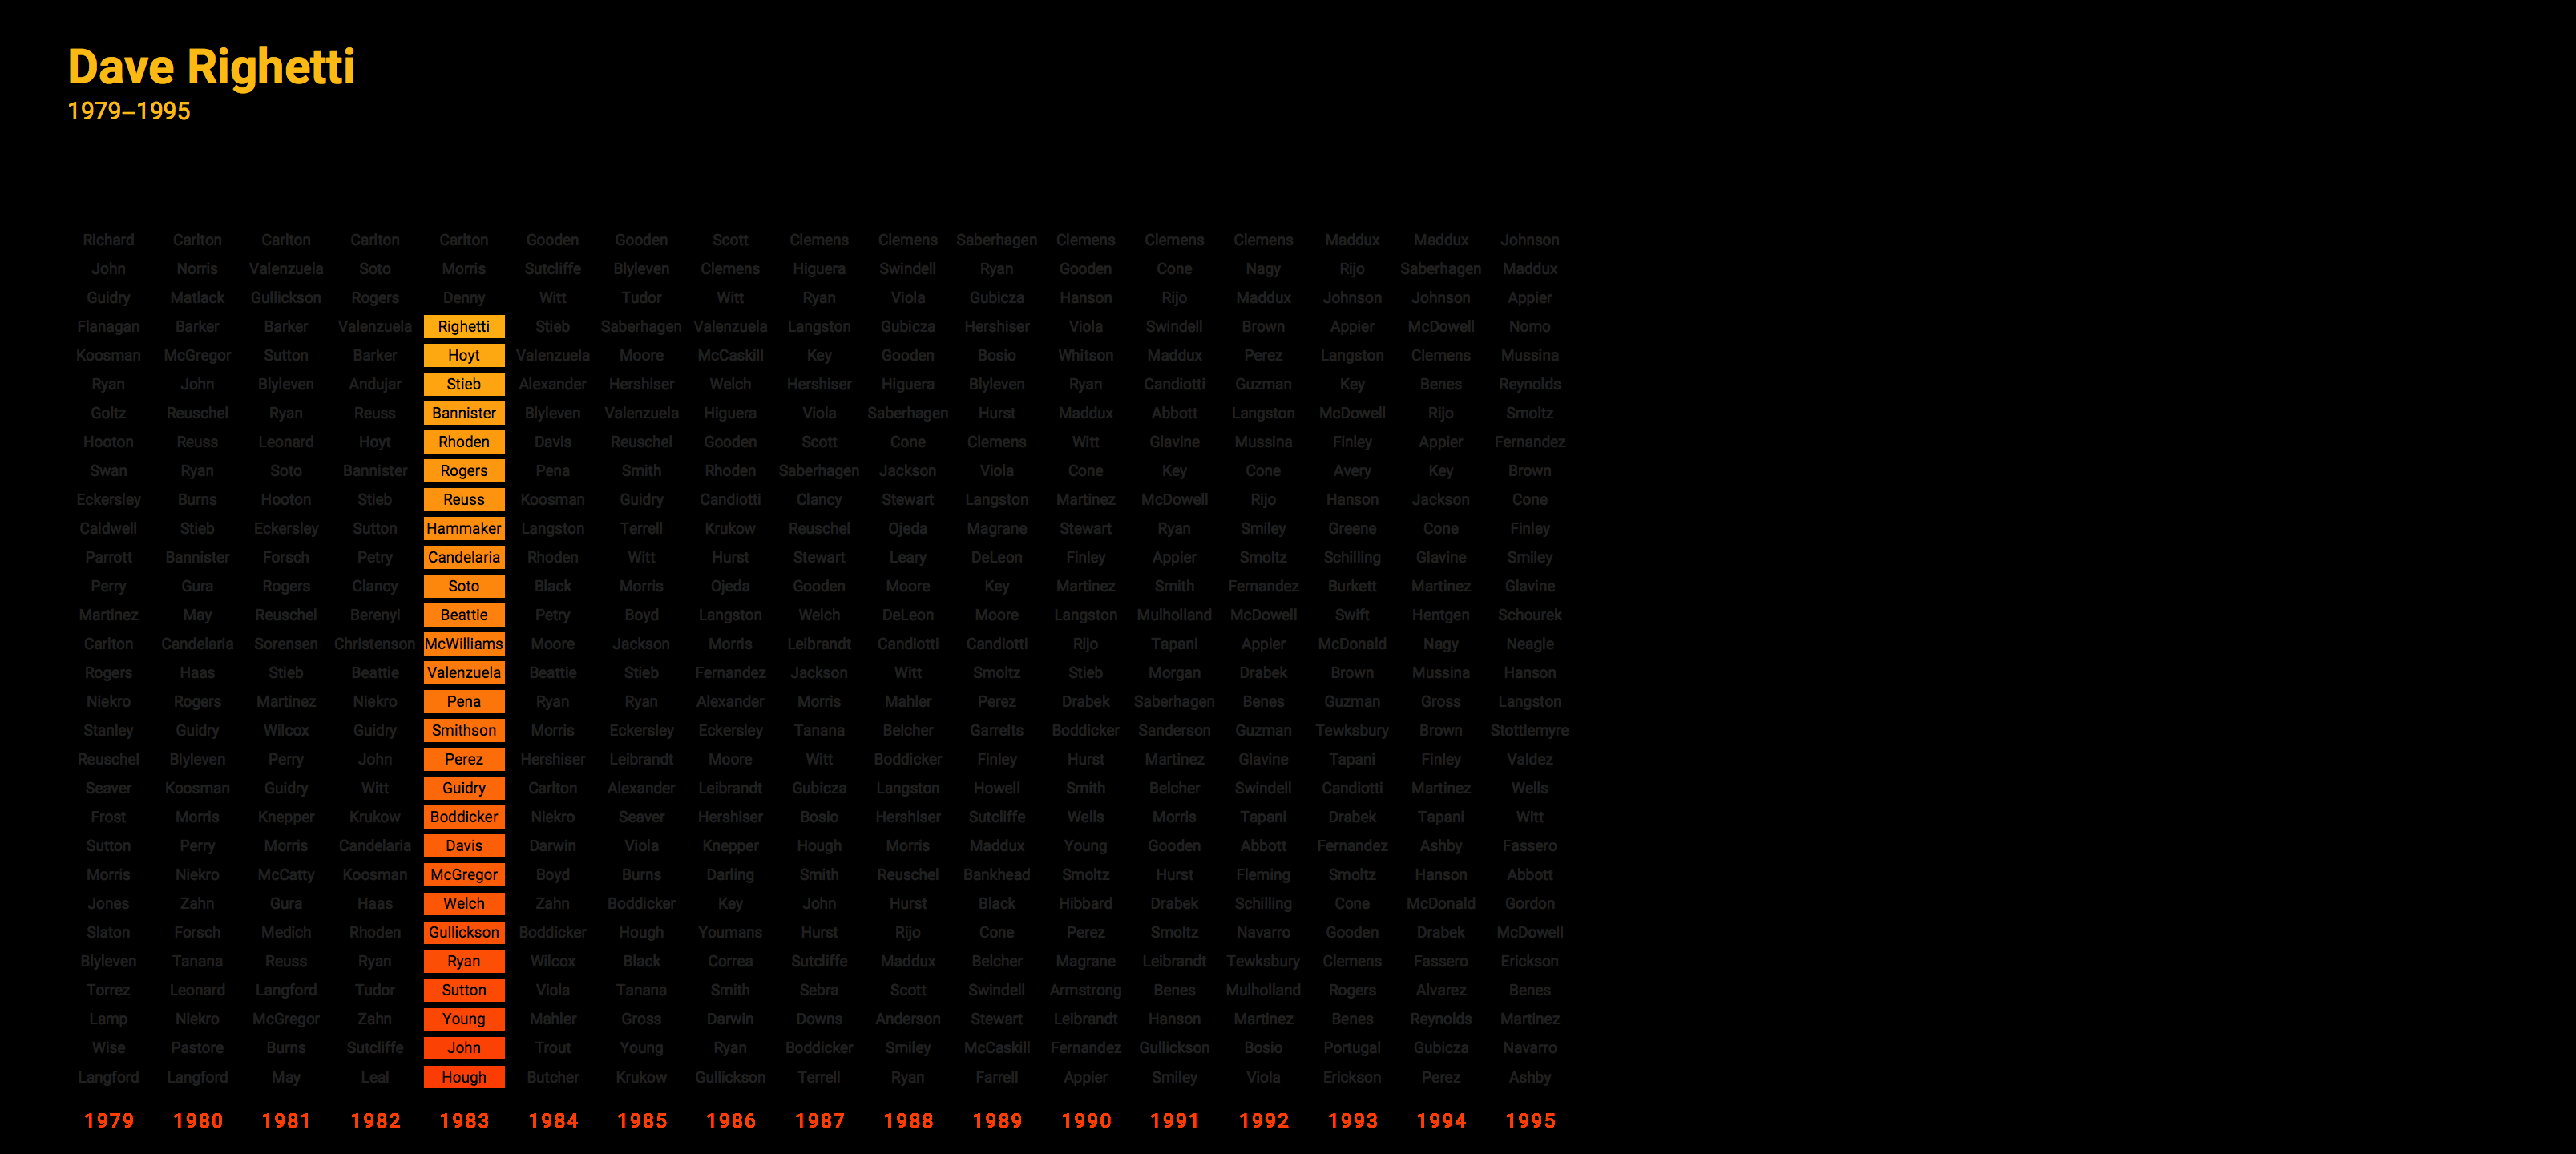 Dave Righetti
1979–1995
Richard Carlton Carlton Carlton Carlton Gooden Gooden Scott Clemens Clemens Saberhagen Clemens Clemens Clemens Maddux Maddux Johnson
John Norris Valenzuela Soto Morris Sutcliffe Blyleven Clemens Higuera Swindell Ryan Gooden Cone Nagy Rijo Saberhagen Maddux
Guidry Matlack Gullickson Rogers Denny Witt Tudor Witt Ryan Viola Gubicza Hanson Rijo Maddux Johnson Johnson Appier
Flanagan Barker Barker Valenzuela Righetti Stieb Saberhagen Valenzuela Langston Gubicza Hershiser Viola Swindell Brown Appier McDowell Nomo
Koosman McGregor Sutton Barker Hoyt Valenzuela Moore McCaskill Key Gooden Bosio Whitson Maddux Perez Langston Clemens Mussina
Ryan John Blyleven Andujar Stieb Alexander Hershiser Welch Hershiser Higuera Blyleven Ryan Candiotti Guzman Key Benes Reynolds
Goltz Reuschel Ryan Reuss Bannister Blyleven Valenzuela Higuera Viola Saberhagen Hurst Maddux Abbott Langston McDowell Rijo Smoltz
Hooton Reuss Leonard Hoyt Rhoden Davis Reuschel Gooden Scott Cone Clemens Witt Glavine Mussina Finley Appier Fernandez
Swan Ryan Soto Bannister Rogers Pena Smith Rhoden Saberhagen Jackson Viola Cone Key Cone Avery Key Brown
Eckersley Burns Hooton Stieb Reuss Koosman Guidry Candiotti Clancy Stewart Langston Martinez McDowell Rijo Hanson Jackson Cone
Caldwell Stieb Eckersley Sutton Hammaker Langston Terrell Krukow Reuschel Ojeda Magrane Stewart Ryan Smiley Greene Cone Finley
Parrott Bannister Forsch Petry Candelaria Rhoden Witt Hurst Stewart Leary DeLeon Finley Appier Smoltz Schilling Glavine Smiley
Perry Gura Rogers Clancy Soto Black Morris Ojeda Gooden Moore Key Martinez Smith Fernandez Burkett Martinez Glavine
Martinez May Reuschel Berenyi Beattie Petry Boyd Langston Welch DeLeon Moore Langston Mulholland McDowell Swift Hentgen Schourek
Carlton Candelaria Sorensen Christenson McWilliams Moore Jackson Morris Leibrandt Candiotti Candiotti Rijo Tapani Appier McDonald Nagy Neagle
Rogers Haas Stieb Beattie Valenzuela Beattie Stieb Fernandez Jackson Witt Smoltz Stieb Morgan Drabek Brown Mussina Hanson
Niekro Rogers Martinez Niekro Pena Ryan Ryan Alexander Morris Mahler Perez Drabek Saberhagen Benes Guzman Gross Langston
Stanley Guidry Wilcox Guidry Smithson Morris Eckersley Eckersley Tanana Belcher Garrelts Boddicker Sanderson Guzman Tewksbury Brown Stottlemyre
Reuschel Blyleven Perry John Perez Hershiser Leibrandt Moore Witt Boddicker Finley Hurst Martinez Glavine Tapani Finley Valdez
Seaver Koosman Guidry Witt Guidry Carlton Alexander Leibrandt Gubicza Langston Howell Smith Belcher Swindell Candiotti Martinez Wells
Frost Morris Knepper Krukow Boddicker Niekro Seaver Hershiser Bosio Hershiser Sutcliffe Wells Morris Tapani Drabek Tapani Witt
Sutton Perry Morris Candelaria Davis Darwin Viola Knepper Hough Morris Maddux Young Gooden Abbott Fernandez Ashby Fassero
Morris Niekro McCatty Koosman McGregor Boyd Burns Darling Smith Reuschel Bankhead Smoltz Hurst Fleming Smoltz Hanson Abbott
Jones Zahn Gura Haas Welch Zahn Boddicker Key John Hurst Black Hibbard Drabek Schilling Cone McDonald Gordon
Slaton Forsch Medich Rhoden Gullickson Boddicker Hough Youmans Hurst Rijo Cone Perez Smoltz Navarro Gooden Drabek McDowell
Blyleven Tanana Reuss Ryan Ryan Wilcox Black Correa Sutcliffe Maddux Belcher Magrane Leibrandt Tewksbury Clemens Fassero Erickson
Torrez Leonard Langford Tudor Sutton Viola Tanana Smith Sebra Scott Swindell Armstrong Benes Mulholland Rogers Alvarez Benes
Lamp Niekro McGregor Zahn Young Mahler Gross Darwin Downs Anderson Stewart Leibrandt Hanson Martinez Benes Reynolds Martinez
Wise Pastore Burns Sutcliffe John Trout Young Ryan Boddicker Smiley McCaskill Fernandez Gullickson Bosio Portugal Gubicza Navarro
Langford Langford May Leal Hough Butcher Krukow Gullickson Terrell Ryan Farrell Appier Smiley Viola Erickson Perez Ashby
1979 1980 1981 1982 1983 1984 1985 1986 1987 1988 1989 1990 1991 1992 1993 1994 1995